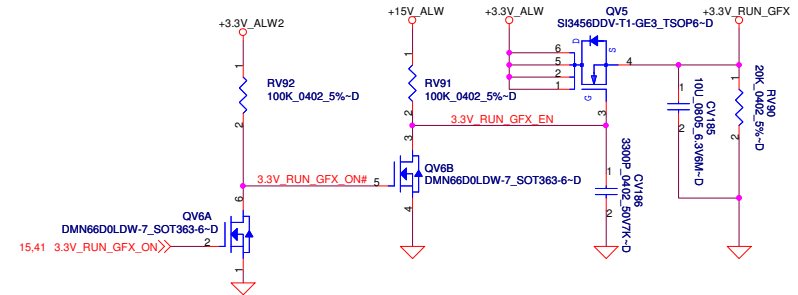 +3.3V_ALW2
+15V_ALW
+3.3V_ALW
QV5
SI3456DDV-T1-GE3_TSOP6~D
+3.3V_RUN_GFX
D
S
G
6
5
2
1
4
3
1
RV92
100K_0402_5%~D
2
1
RV91
100K_0402_5%~D
2
3.3V_RUN_GFX_EN
1
CV185
10U_0805_6.3V6M~D
2
1
RV90
20K_0402_5%~D
2
3
QV6B
DMN66D0LDW-7_SOT363-6~D
5
4
3.3V_RUN_GFX_ON#
1
CV186
3300P_0402_50V7K~D
2
6
QV6A
DMN66D0LDW-7_SOT363-6~D
15,41 3.3V_RUN_GFX_ON
2
1